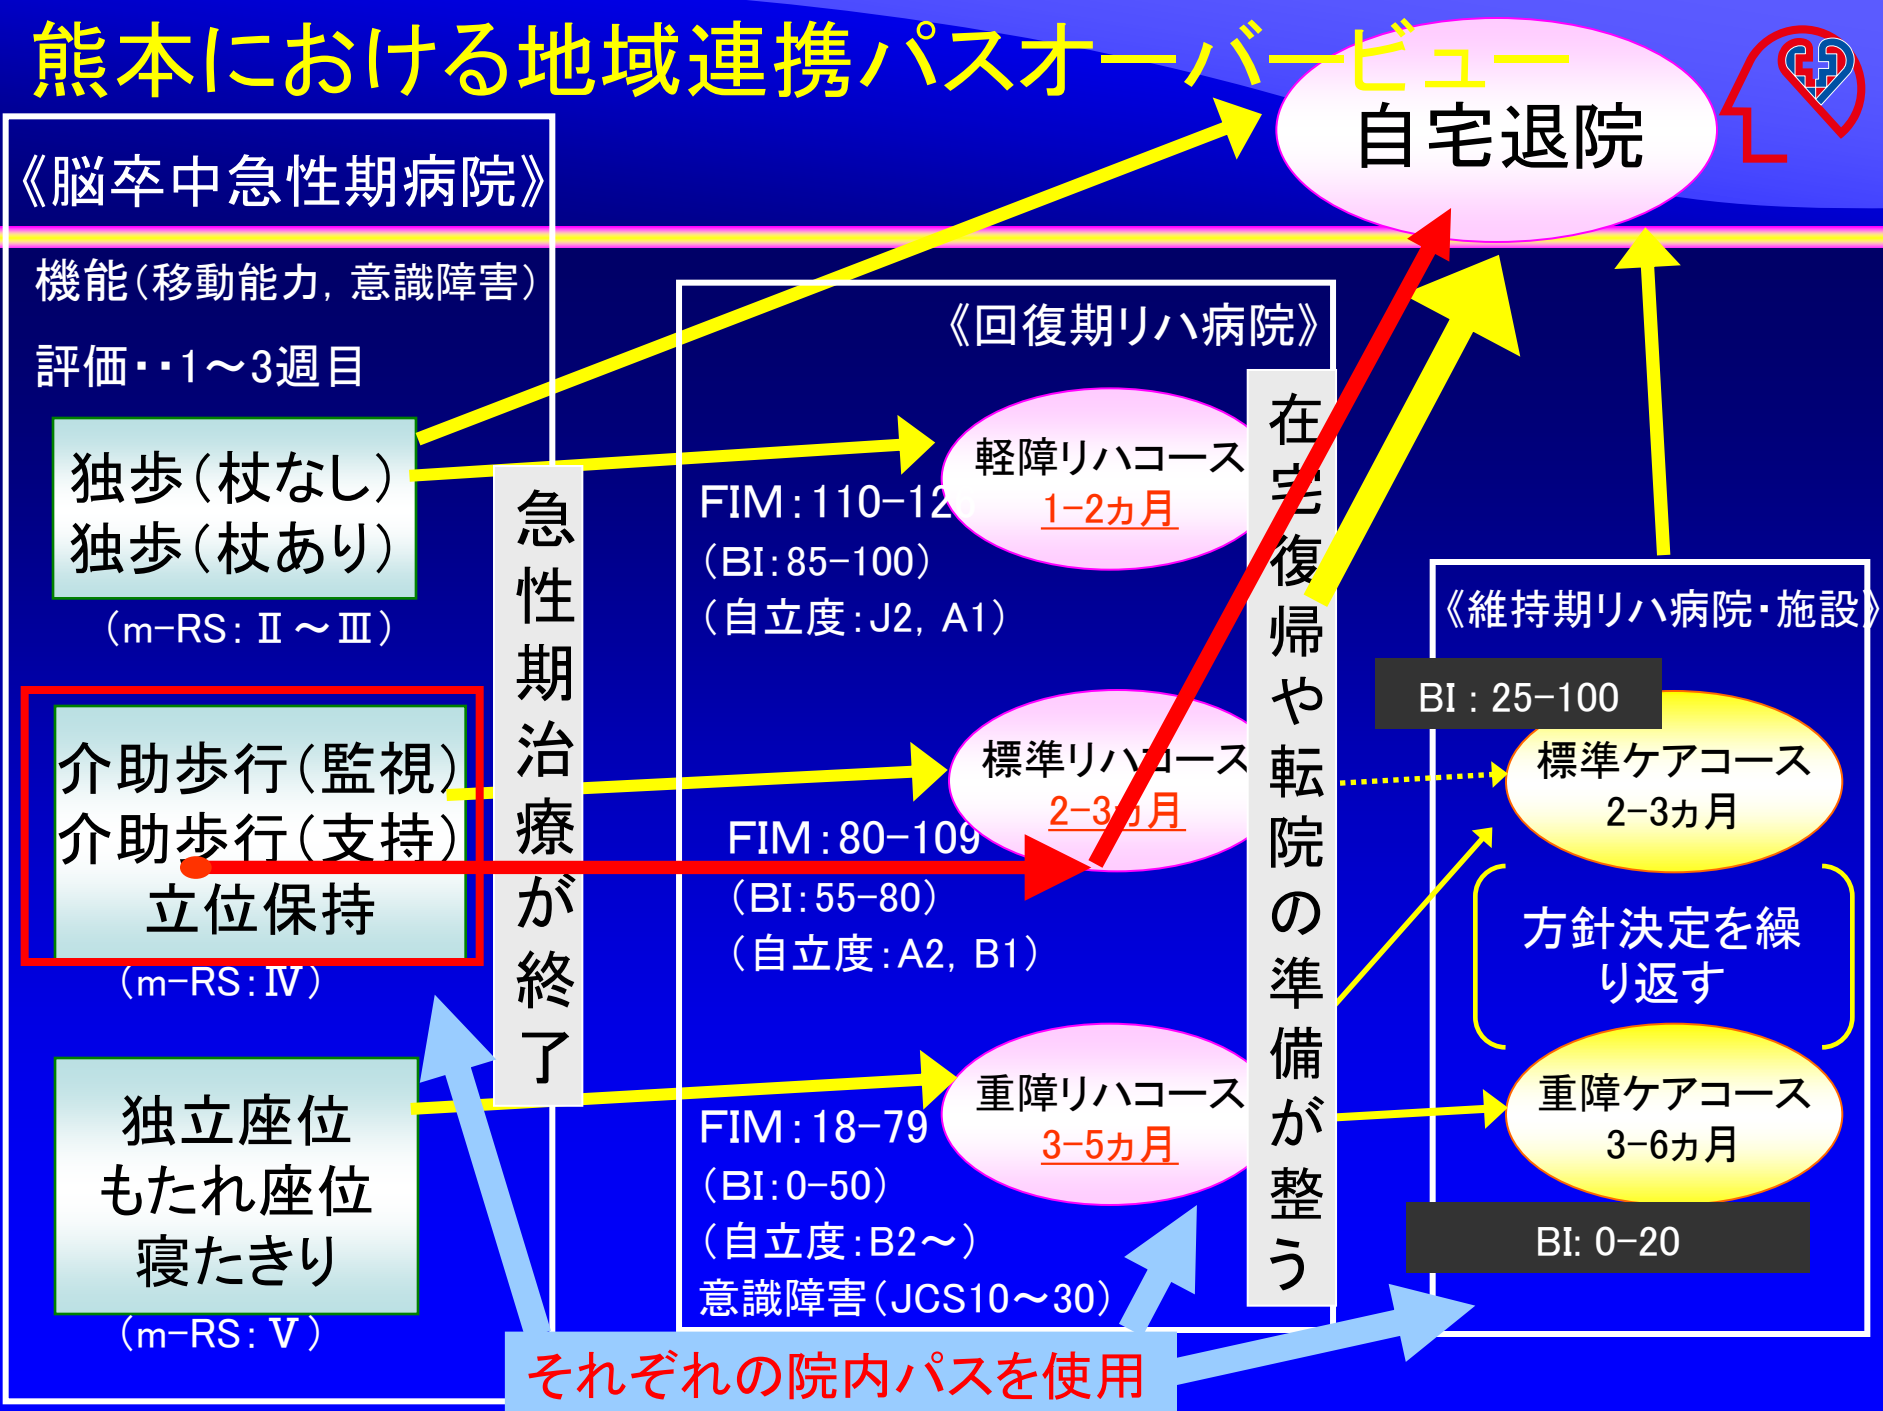 熊本における地域連携パスオーバービュー
自宅退院
《脳卒中急性期病院》
機能(移動能力, 意識障害)
評価・・1～3週目
独歩(杖なし)
独歩(杖あり)
(m-RS: Ⅱ～Ⅲ)
介助歩行(監視)
介助歩行(支持)
立位保持
(m-RS:Ⅳ)
独立座位
もたれ座位
寝たきり
(m-RS: Ⅴ)
急性期治療が終了
《回復期リハ病院》
軽障リハコース
1-2ヵ月
FIM:110-12
(BI:85-100)
(自立度:J2, A1)
標準リハコース
2-3ヵ月
FIM:80-109
(BI:55-80)
(自立度:A2, B1)
重障リハコース
3-5ヵ月
FIM:18-79
(BI:0-50)
(自立度:B2～)
意識障害(JCS10～30)
在宅復帰や転院の準備が整う
《維持期リハ病院・施設》
BI : 25-100
標準ケアコース
2-3ヵ月
方針決定を繰
り返す
重障ケアコース
3-6ヵ月
BI: 0-20
それぞれの院内パスを使用